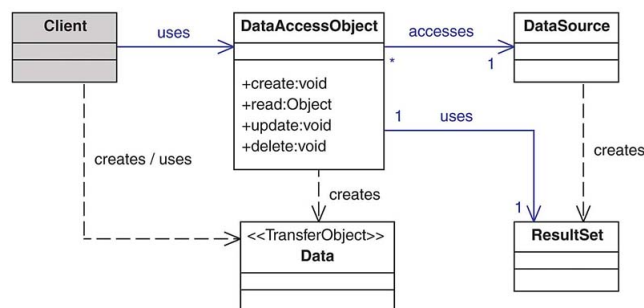 Client
uses
DataAccessObject
accesses
DataSource
*
1
+create:void
+read:Object
+update:void
+delete:void
1
uses
creates / uses
creates
creates
1
<<TransferObject>>
Data
ResultSet